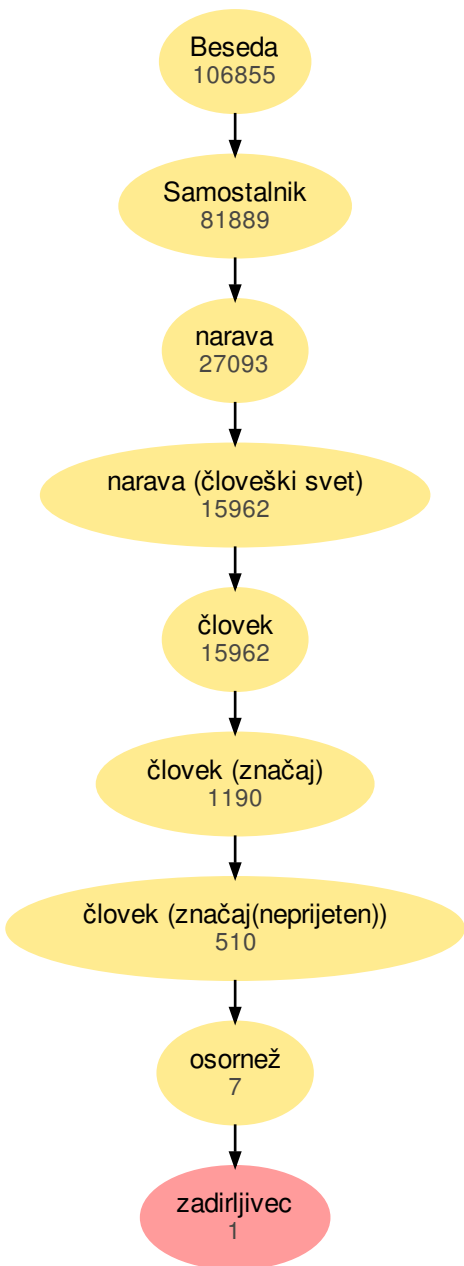 Beseda
106855
Samostalnik
81889
narava
27093
narava (človeški svet)
15962
človek
15962
človek (značaj)
1190
človek (značaj(neprijeten))
510
osornež
7
zadirljivec
1